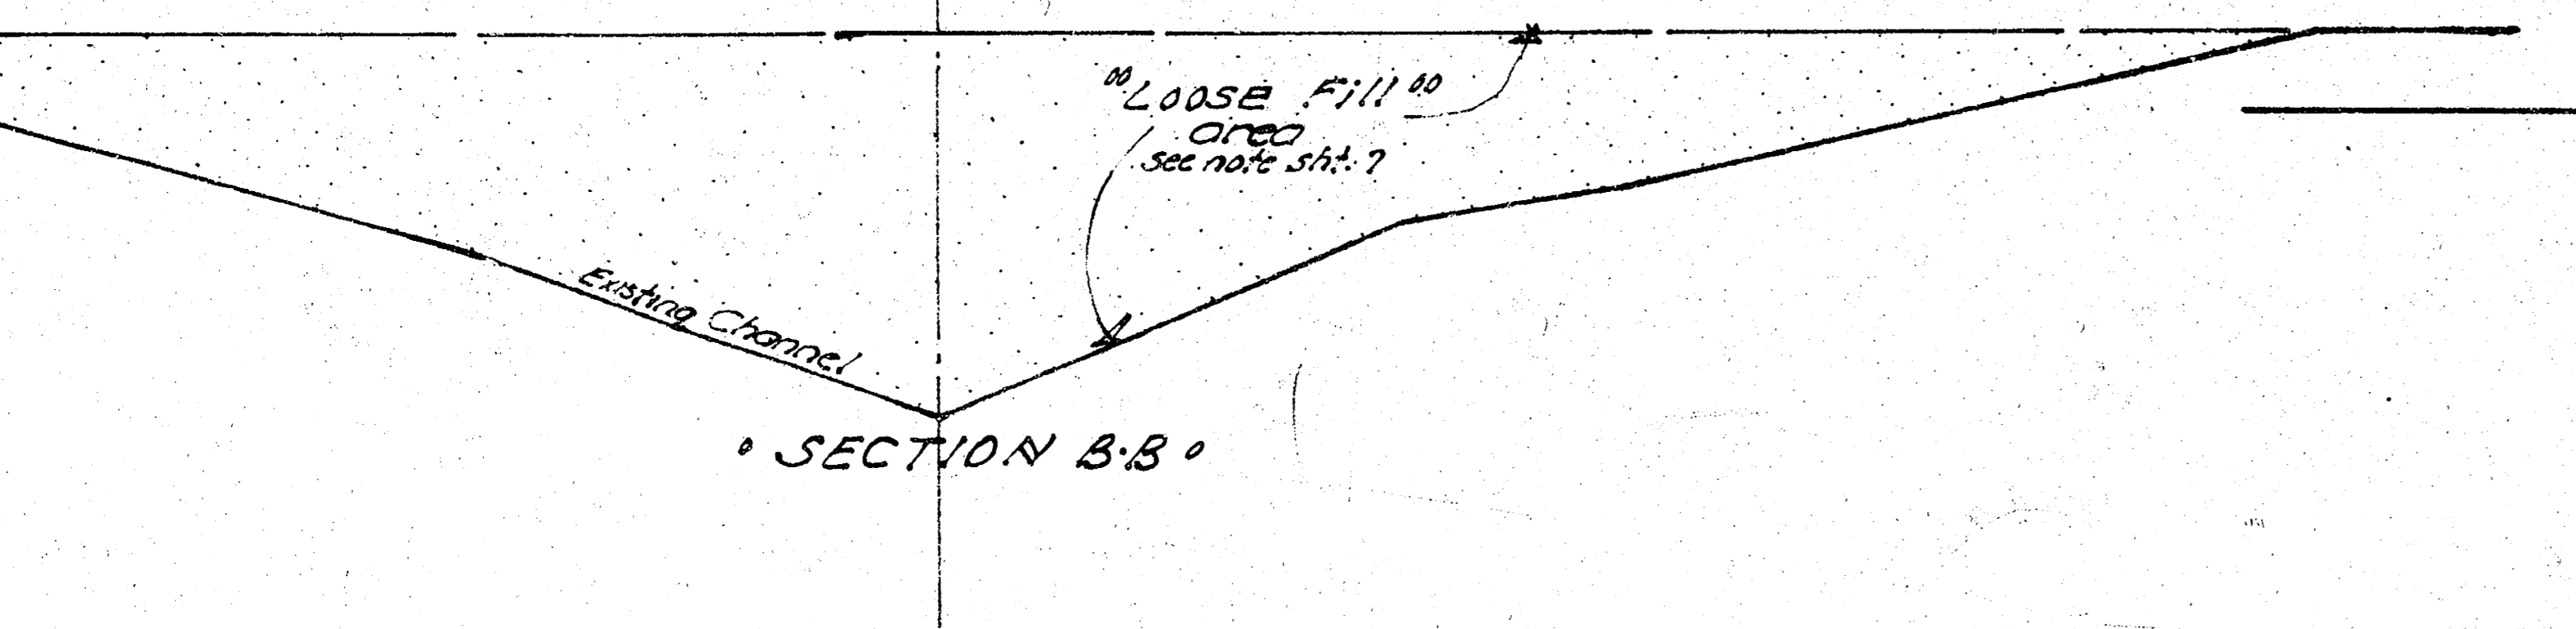 "Loose Fill"
area
see note sht. 7
Existing Channel
SECTION B-B